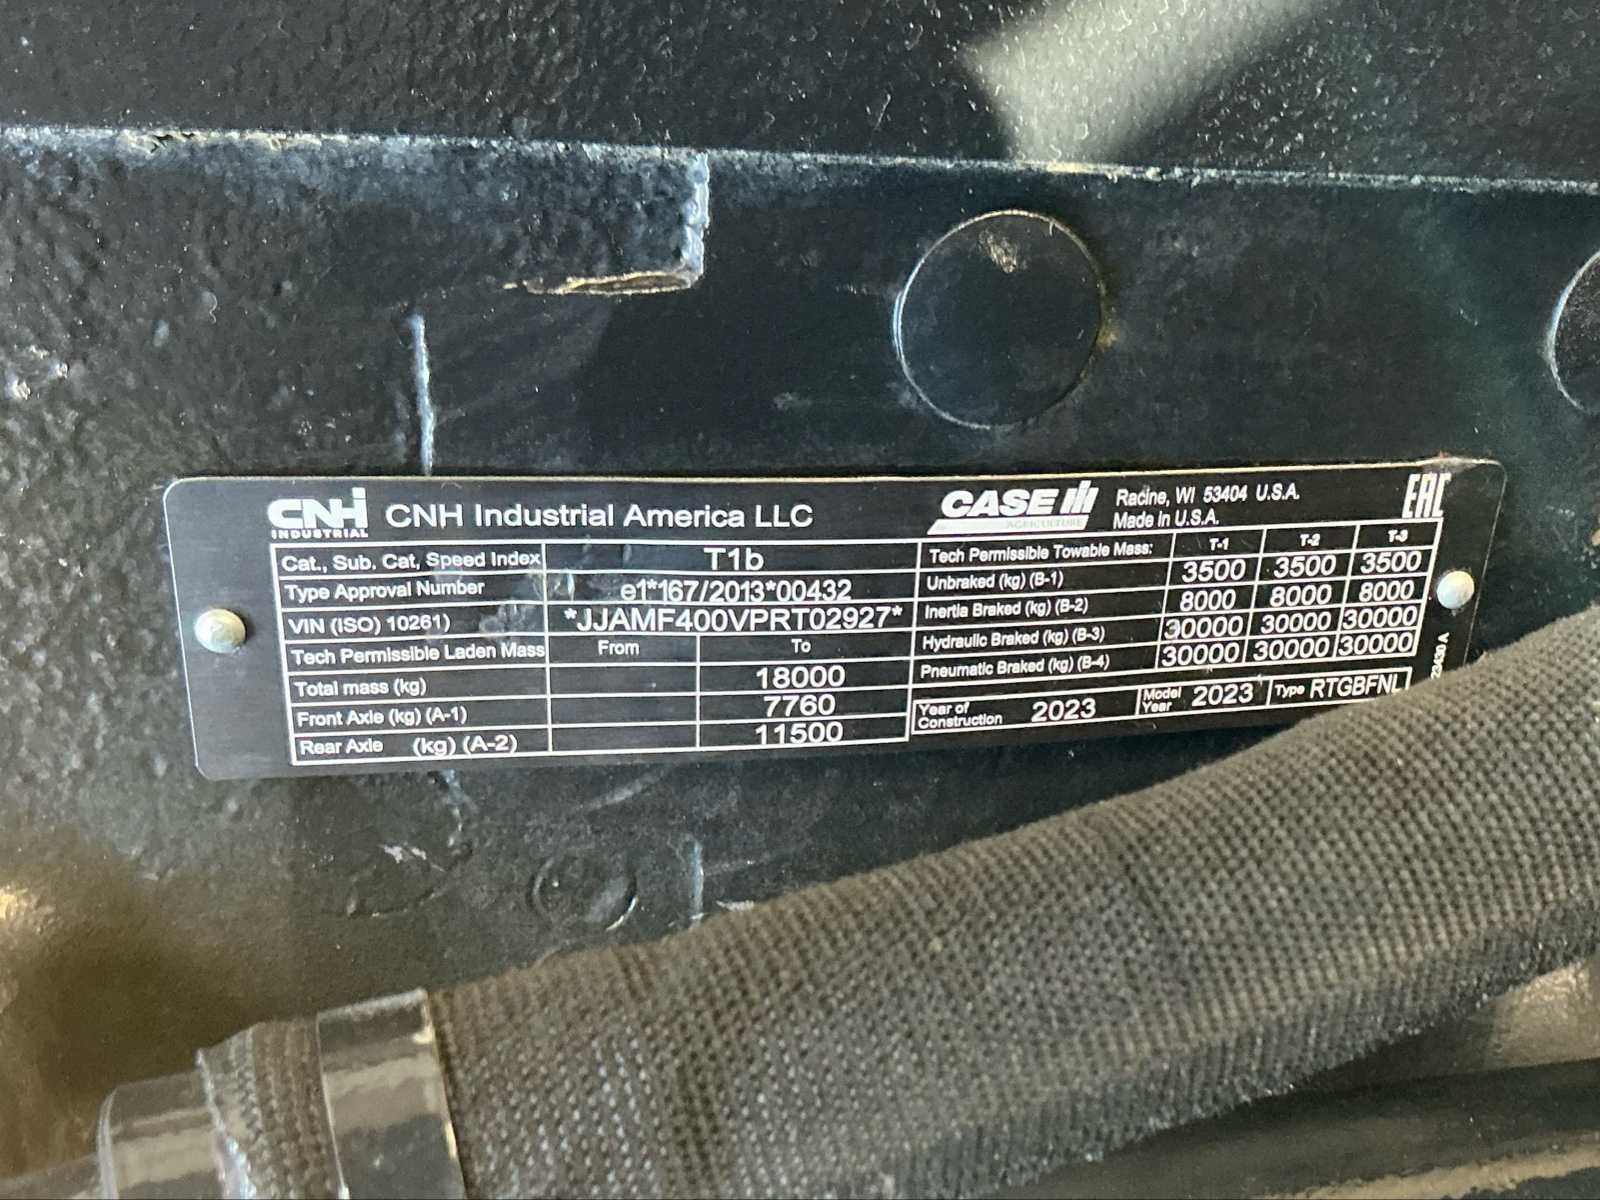 CNH INDUSTRIAL CNH Industrial America LLC
Cat., Sub. Cat, Speed Index T1b
Type Approval Number e1*167/2013*00432
VIN (ISO) 10261) *JJAMF400VPRT02927*
Tech Permissible Laden Mass From To
Total mass (kg) 18000
Front Axle (kg) (A-1) 7760
Rear Axle (kg) (A-2) 11500
CASE IH AGRICULTURE
Racine, WI 53404 U.S.A.
Made in U.S.A.
EAC
Tech Permissible Towable Mass: T-1 T-2 T-3
Unbraked (kg) (B-1) 3500 3500 3500
Inertia Braked (kg) (B-2) 8000 8000 8000
Hydraulic Braked (kg) (B-3) 30000 30000 30000
Pneumatic Braked (kg) (B-4) 30000 30000 30000
Year of Construction 2023 Model Year 2023 Type RTGBFNL